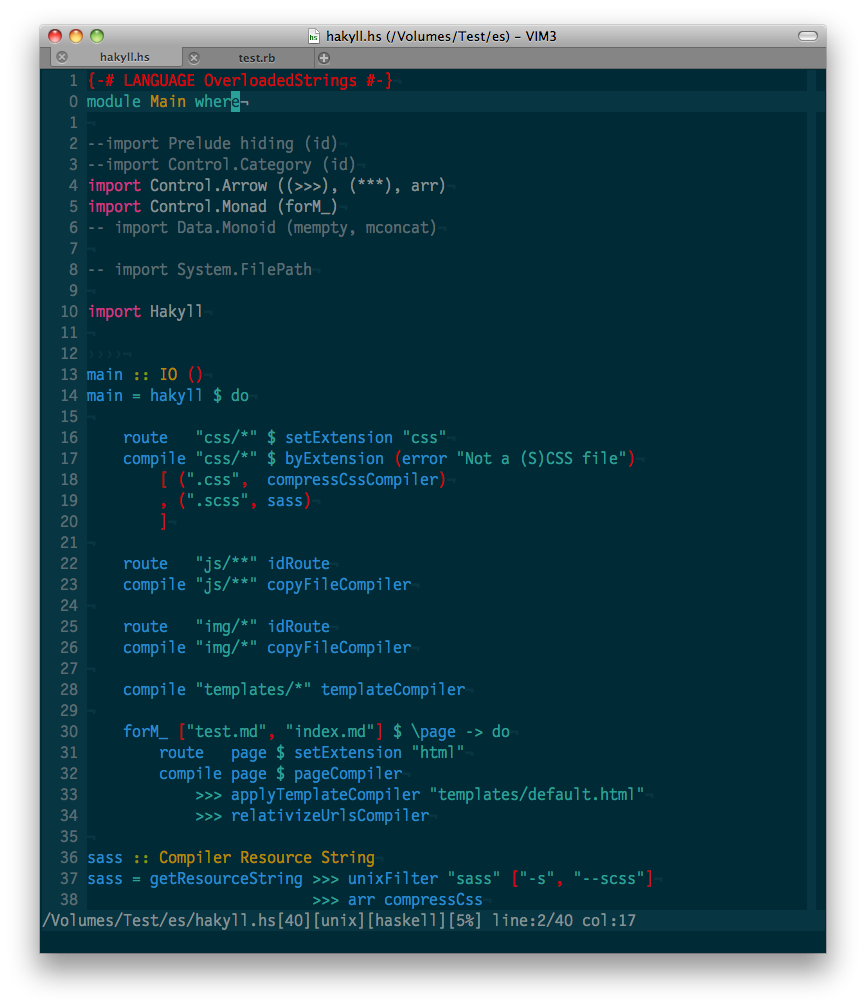 hakyll.hs (/Volumes/Test/es) – VIM3
hakyll.hs test.rb
1 {-# LANGUAGE OverloadedStrings #-}¬
0 module Main where¬
1 ¬
2 --import Prelude hiding (id)¬
3 --import Control.Category (id)¬
4 import Control.Arrow ((>>>), (***), arr)¬
5 import Control.Monad (forM_)¬
6 -- import Data.Monoid (mempty, mconcat)¬
7 ¬
8 -- import System.FilePath¬
9 ¬
10 import Hakyll¬
11 ¬
12 ››››¬
13 main :: IO ()¬
14 main = hakyll $ do¬
15 ¬
16     route   "css/*" $ setExtension "css"¬
17     compile "css/*" $ byExtension (error "Not a (S)CSS file")¬
18         [ (".css",  compressCssCompiler)¬
19         , (".scss", sass)¬
20         ]¬
21 ¬
22     route   "js/**" idRoute¬
23     compile "js/**" copyFileCompiler¬
24 ¬
25     route   "img/*" idRoute¬
26     compile "img/*" copyFileCompiler¬
27 ¬
28     compile "templates/*" templateCompiler¬
29 ¬
30     forM_ ["test.md", "index.md"] $ \page -> do¬
31         route   page $ setExtension "html"¬
32         compile page $ pageCompiler¬
33             >>> applyTemplateCompiler "templates/default.html"¬
34             >>> relativizeUrlsCompiler¬
35 ¬
36 sass :: Compiler Resource String¬
37 sass = getResourceString >>> unixFilter "sass" ["-s", "--scss"]¬
38                          >>> arr compressCss¬
/Volumes/Test/es/hakyll.hs[40][unix][haskell][5%] line:2/40 col:17